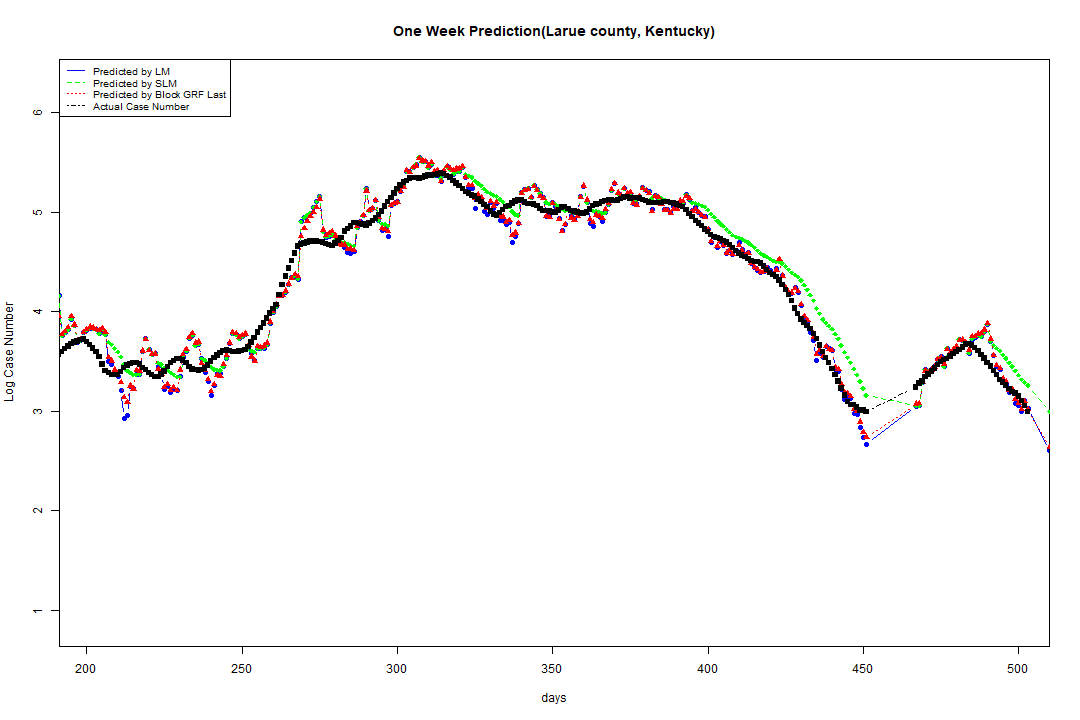 One Week Prediction(Larue county, Kentucky)
Predicted by LM
Predicted by SLM
Predicted by Block GRF Last
Actual Case Number
Log Case Number
6
5
4
3
2
1
200 250 300 350 400 450 500
days